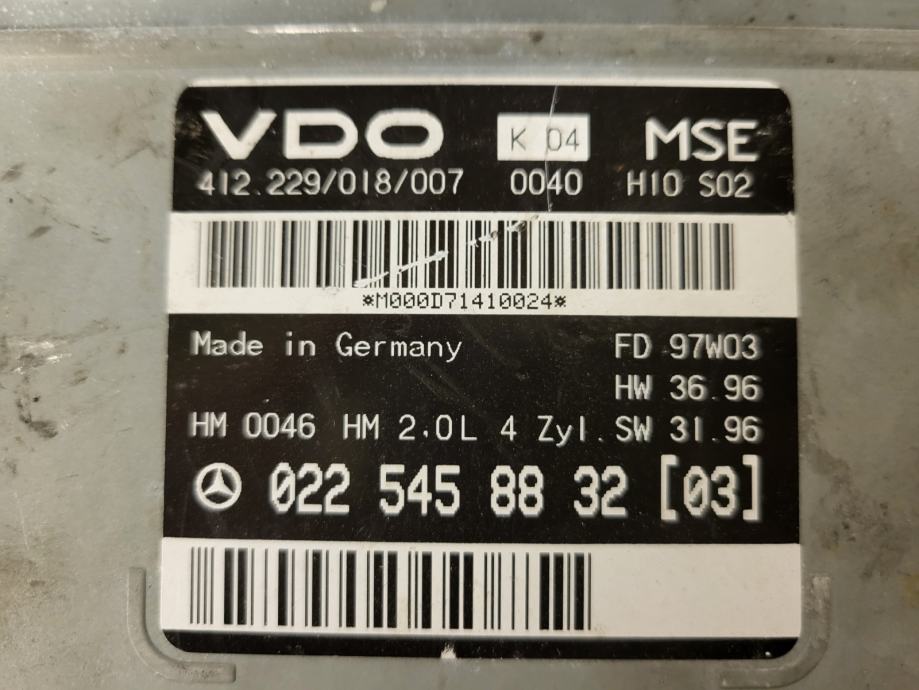 VDO K 04 MSE
412.229/018/007 0040 H10 S02
*M000D71410024*
Made in Germany FD 97W03
HW 36.96
HM 0046 HM 2.0L 4 Zyl. SW 31.96
022 545 88 32 [03]